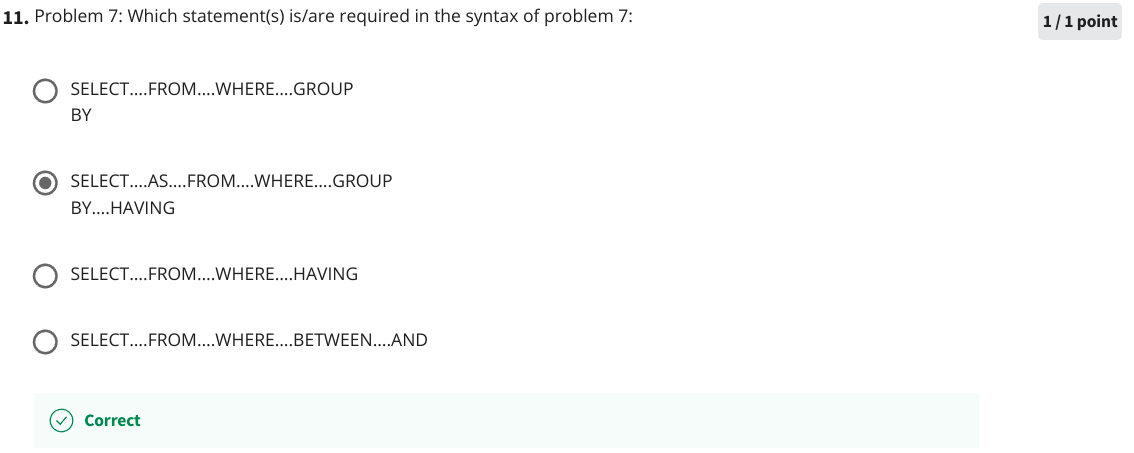 11. Problem 7: Which statement(s) is/are required in the syntax of problem 7:
1 / 1 point
SELECT....FROM....WHERE....GROUP
BY
SELECT....AS....FROM....WHERE....GROUP
BY....HAVING
SELECT....FROM....WHERE....HAVING
SELECT....FROM....WHERE....BETWEEN....AND
Correct